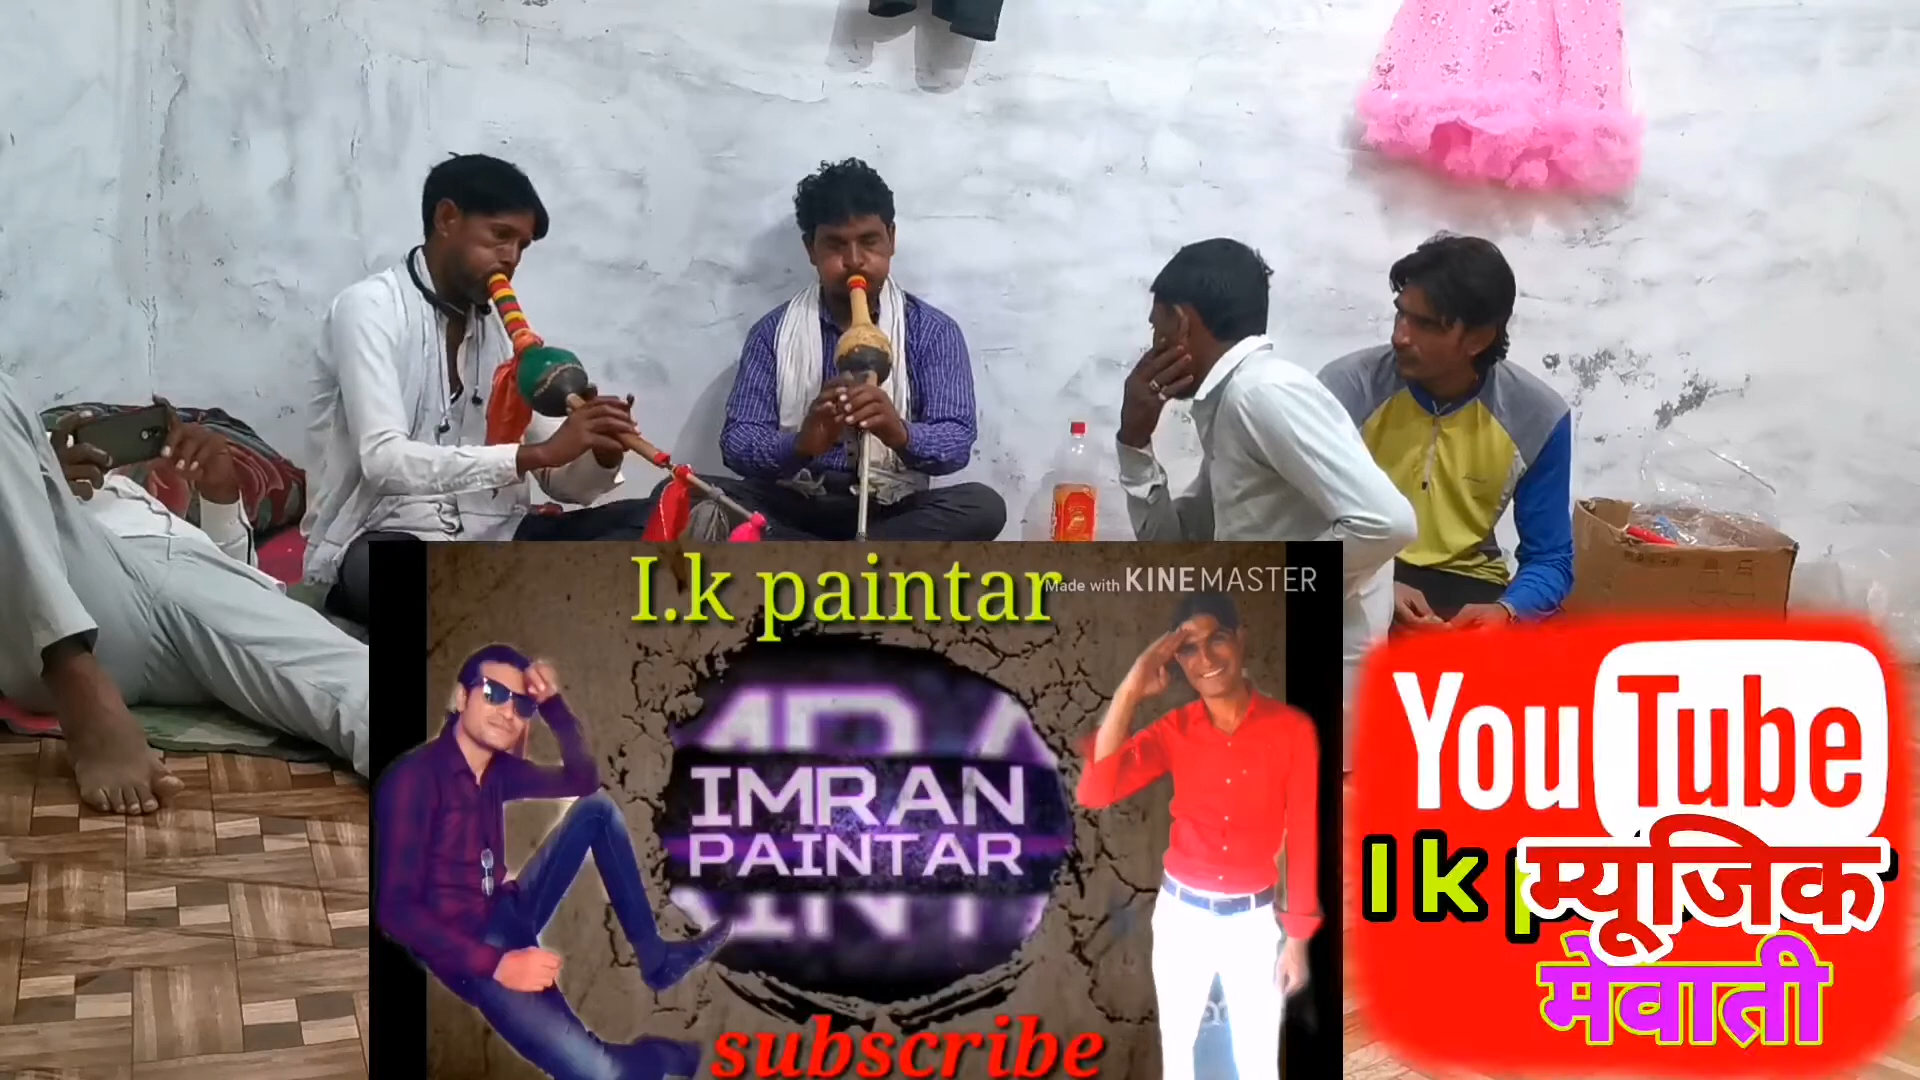 I.k paintar
Made with KINEMASTER
IMRAN
PAINTAR
subscribe
YouTube
I k
म्यूजिक
मेवाती